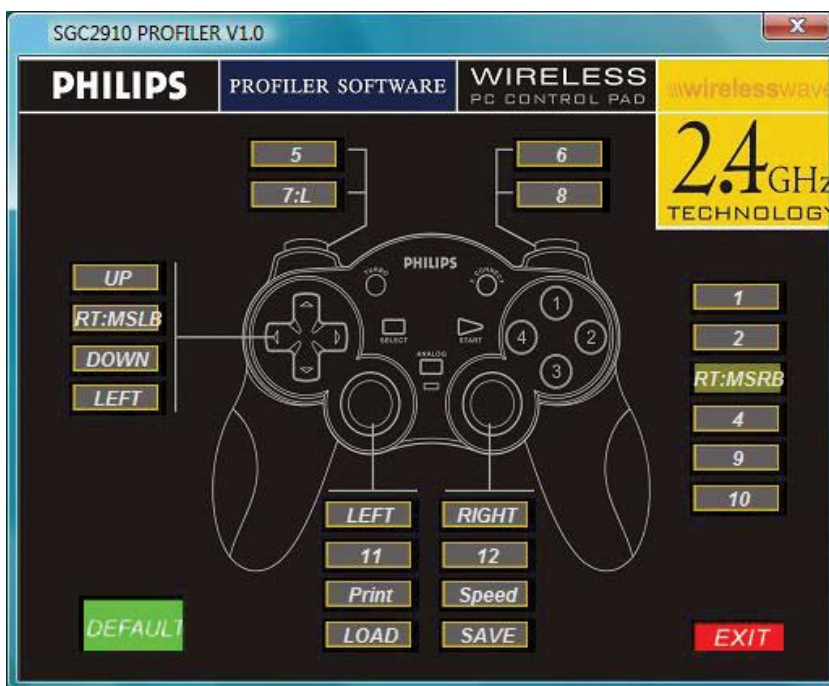 SGC2910 PROFILER V1.0
PHILIPS
PROFILER SOFTWARE
WIRELESS
PC CONTROL PAD
wirelesswave
2.4GHz
TECHNOLOGY
5
6
7:L
8
UP
RT:MSLB
DOWN
LEFT
PHILIPS
TURBO
CONNECT
SELECT
START
ANALOG
1
2
3
4
1
2
RT:MSRB
4
9
10
LEFT
RIGHT
11
12
Print
Speed
LOAD
SAVE
DEFAULT
EXIT